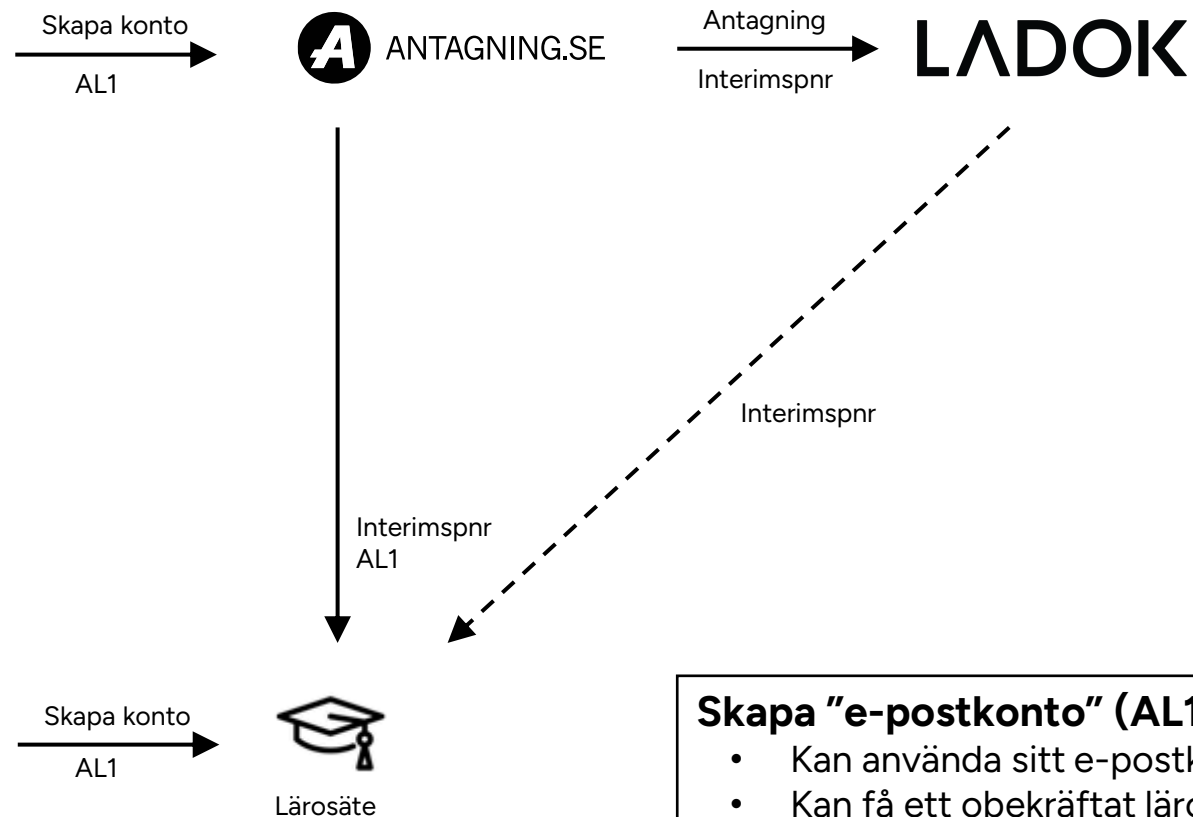 Skapa konto
AL1
ANTAGNING.SE
Antagning
Interimspnr
LADOK
Interimspnr
Interimspnr
AL1
Skapa konto
AL1
Lärosäte
Skapa ”e-postkonto” (AL1
• Kan använda sitt e-postk
• Kan få ett obekräftat läro